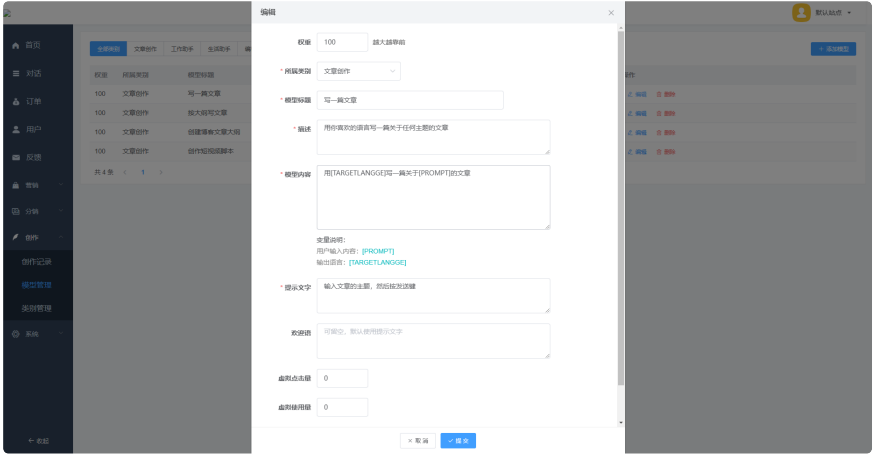 默认站点
首页
对话
订单
用户
反馈
营销
分销
创作
创作记录
模型管理
类别管理
系统
← 收起
全部类别 文章创作 工作助手 生活助手
+ 添加模型
权重 所属类别 模型标题 操作
100 文章创作 写一篇文章 编辑 删除
100 文章创作 按大纲写文章 编辑 删除
100 文章创作 创建博客文章大纲 编辑 删除
100 文章创作 创作短视频脚本 编辑 删除
共 4 条 ‹ 1 ›
编辑 ×
权重 100 越大越靠前
* 所属类别 文章创作
* 模型标题 写一篇文章
* 描述 用你喜欢的语言写一篇关于任何主题的文章
* 模型内容 用[TARGETLANGGE]写一篇关于[PROMPT]的文章
变量说明：
用户输入内容：[PROMPT]
输出语言：[TARGETLANGGE]
* 提示文字 输入文章的主题，然后按发送键
欢迎语 可留空，默认使用提示文字
虚拟点击量 0
虚拟使用量 0
× 取 消 ✓ 提 交